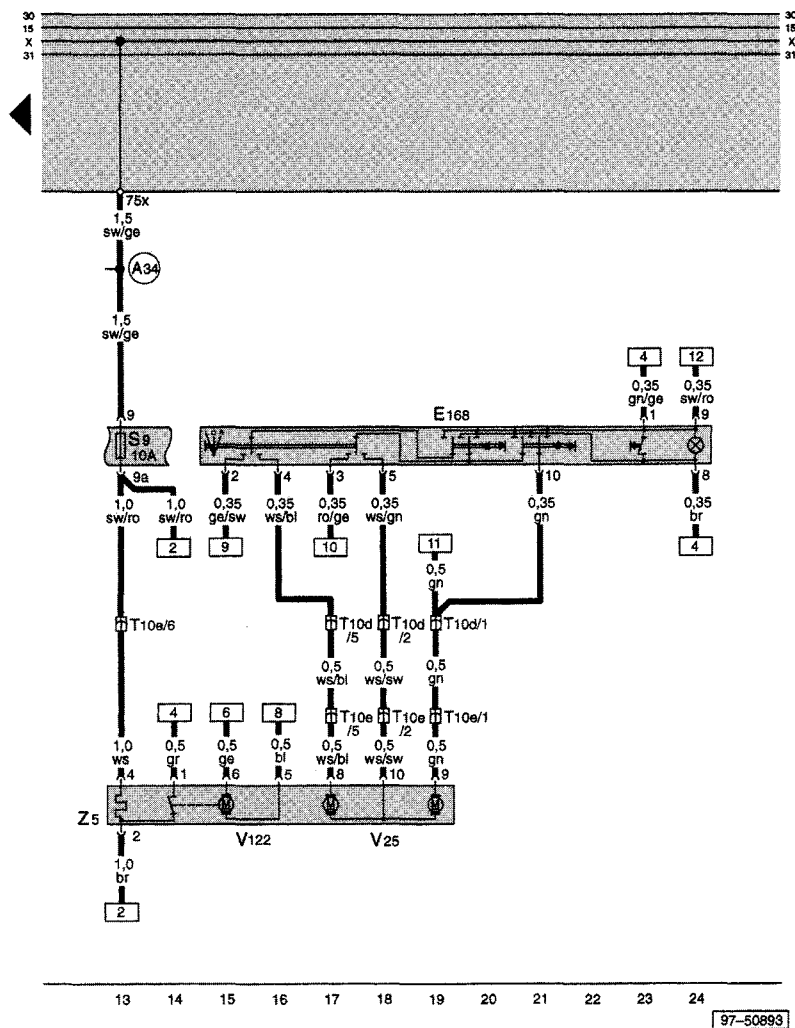 30 30
15 15
X X
31 31
75x
1,5
sw/ge
A34
1,5
sw/ge
4 12
0,35 0,35
gn/ge sw/ro
9 E168 1 9
S9
10A
9a 2 4 3 5 10 8
1,0 1,0 0,35 0,35 0,35 0,35 0,35 0,35
sw/ro sw/ro ge/sw ws/bl ro/ge ws/gn gn br
2 9 10 11 4
0,5
gn
T10e/6 T10d T10d T10d/1
/5 /2
0,5 0,5 0,5
ws/bl ws/sw gn
4 6 8 T10e T10e T10e/1
/5 /2
1,0 0,5 0,5 0,5 0,5 0,5 0,5
ws gr ge bl ws/bl ws/sw gn
4 1 6 5 8 10 9
M M M
Z5
2 V122 V25
1,0
br
2
13 14 15 16 17 18 19 20 21 22 23 24
97-50893